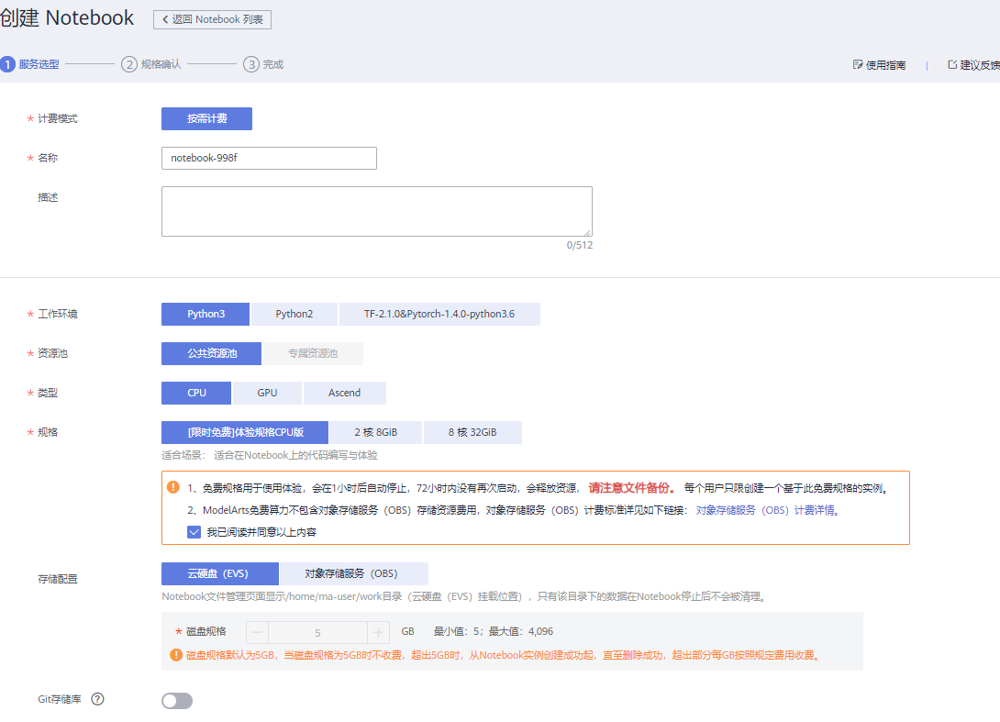 创建 Notebook
返回 Notebook 列表
1 服务选型
2 规格确认
3 完成
使用指南
建议反馈
* 计费模式
按需计费
* 名称
notebook-998f
描述
0/512
* 工作环境
Python3
Python2
TF-2.1.0&Pytorch-1.4.0-python3.6
* 资源池
公共资源池
专属资源池
* 类型
CPU
GPU
Ascend
* 规格
[限时免费]体验规格CPU版
2 核 8GiB
8 核 32GiB
适合场景： 适合在Notebook上的代码编写与体验
1、免费规格用于使用体验，会在1小时后自动停止，72小时内没有再次启动，会释放资源， 请注意文件备份。 每个用户只限创建一个基于此免费规格的实例。
2、ModelArts免费算力不包含对象存储服务（OBS）存储资源费用，对象存储服务（OBS）计费标准详见如下链接： 对象存储服务（OBS）计费详情。
我已阅读并同意以上内容
存储配置
云硬盘（EVS）
对象存储服务（OBS）
Notebook文件管理页面显示/home/ma-user/work目录（云硬盘（EVS）挂载位置），只有该目录下的数据在Notebook停止后不会被清理。
* 磁盘规格
5
GB
最小值：5；最大值：4,096
磁盘规格默认为5GB，当磁盘规格为5GB时不收费，超出5GB时，从Notebook实例创建成功起，直至删除成功，超出部分每GB按照规定费用收费。
Git存储库